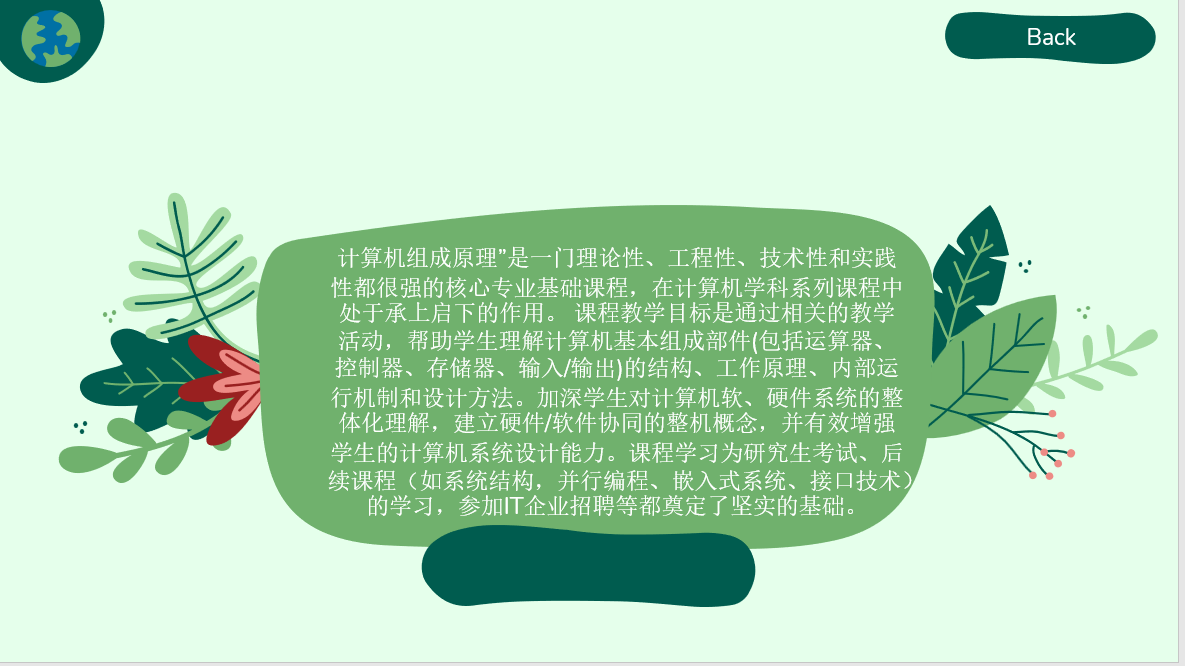 Back
计算机组成原理”是一门理论性、工程性、技术性和实践
性都很强的核心专业基础课程，在计算机学科系列课程中
处于承上启下的作用。 课程教学目标是通过相关的教学
活动，帮助学生理解计算机基本组成部件(包括运算器、
控制器、存储器、输入/输出)的结构、工作原理、内部运
行机制和设计方法。加深学生对计算机软、硬件系统的整
体化理解，建立硬件/软件协同的整机概念，并有效增强
学生的计算机系统设计能力。课程学习为研究生考试、后
续课程（如系统结构，并行编程、嵌入式系统、接口技术）
的学习，参加IT企业招聘等都奠定了坚实的基础。